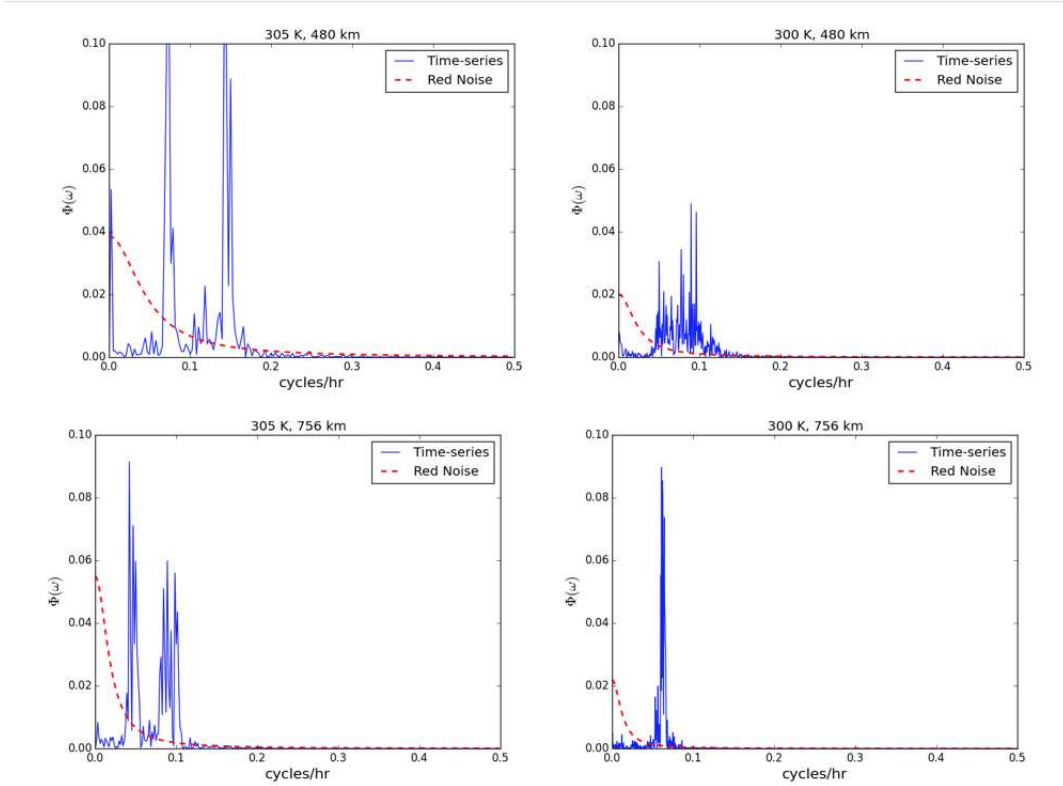 305 K, 480 km
0.10
0.08
0.06
0.04
0.02
0.00
Φ(ω)
0.0 0.1 0.2 0.3 0.4 0.5
cycles/hr
Time-series
Red Noise
300 K, 480 km
0.10
0.08
0.06
0.04
0.02
0.00
Φ(ω)
0.0 0.1 0.2 0.3 0.4 0.5
cycles/hr
Time-series
Red Noise
305 K, 756 km
0.10
0.08
0.06
0.04
0.02
0.00
Φ(ω)
0.0 0.1 0.2 0.3 0.4 0.5
cycles/hr
Time-series
Red Noise
300 K, 756 km
0.10
0.08
0.06
0.04
0.02
0.00
Φ(ω)
0.0 0.1 0.2 0.3 0.4 0.5
cycles/hr
Time-series
Red Noise